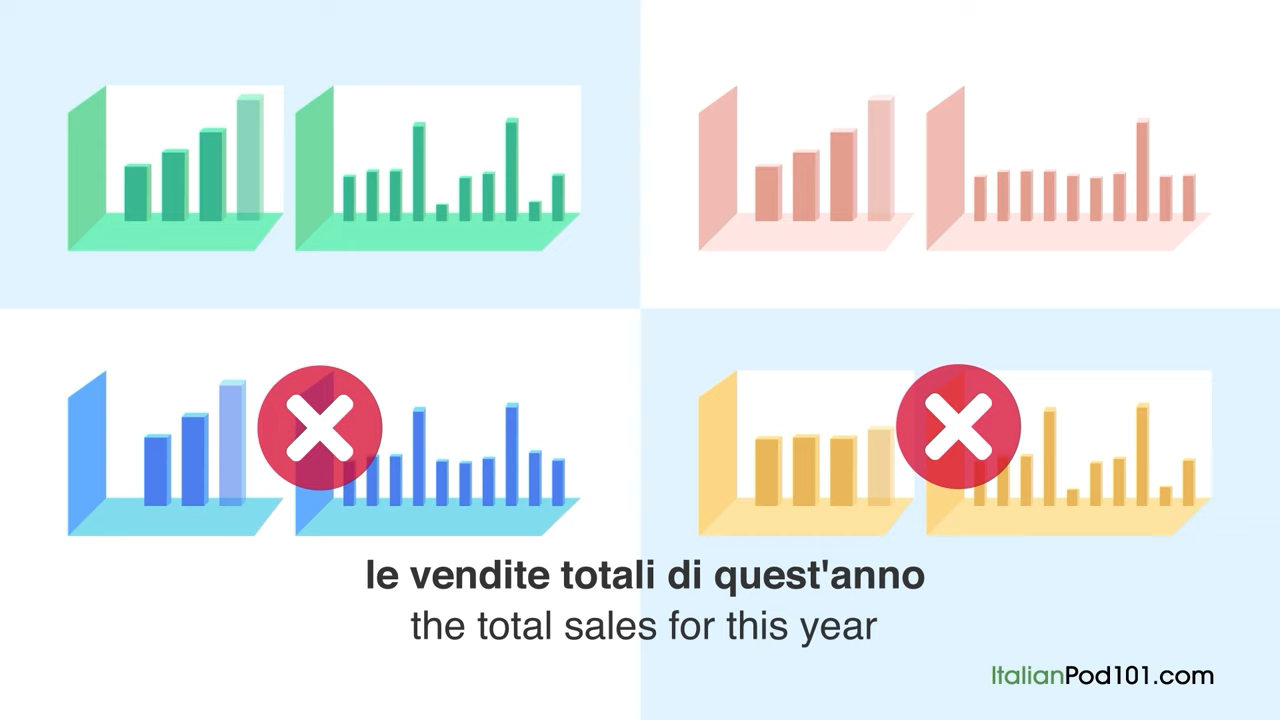 le vendite totali di quest'anno
the total sales for this year
ItalianPod101.com